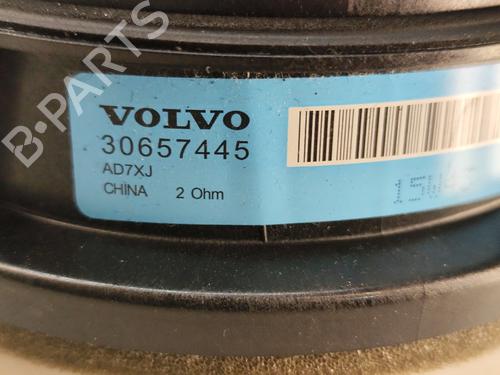 B-PARTS
VOLVO
30657445
AD7XJ
CHINA 2 Ohm